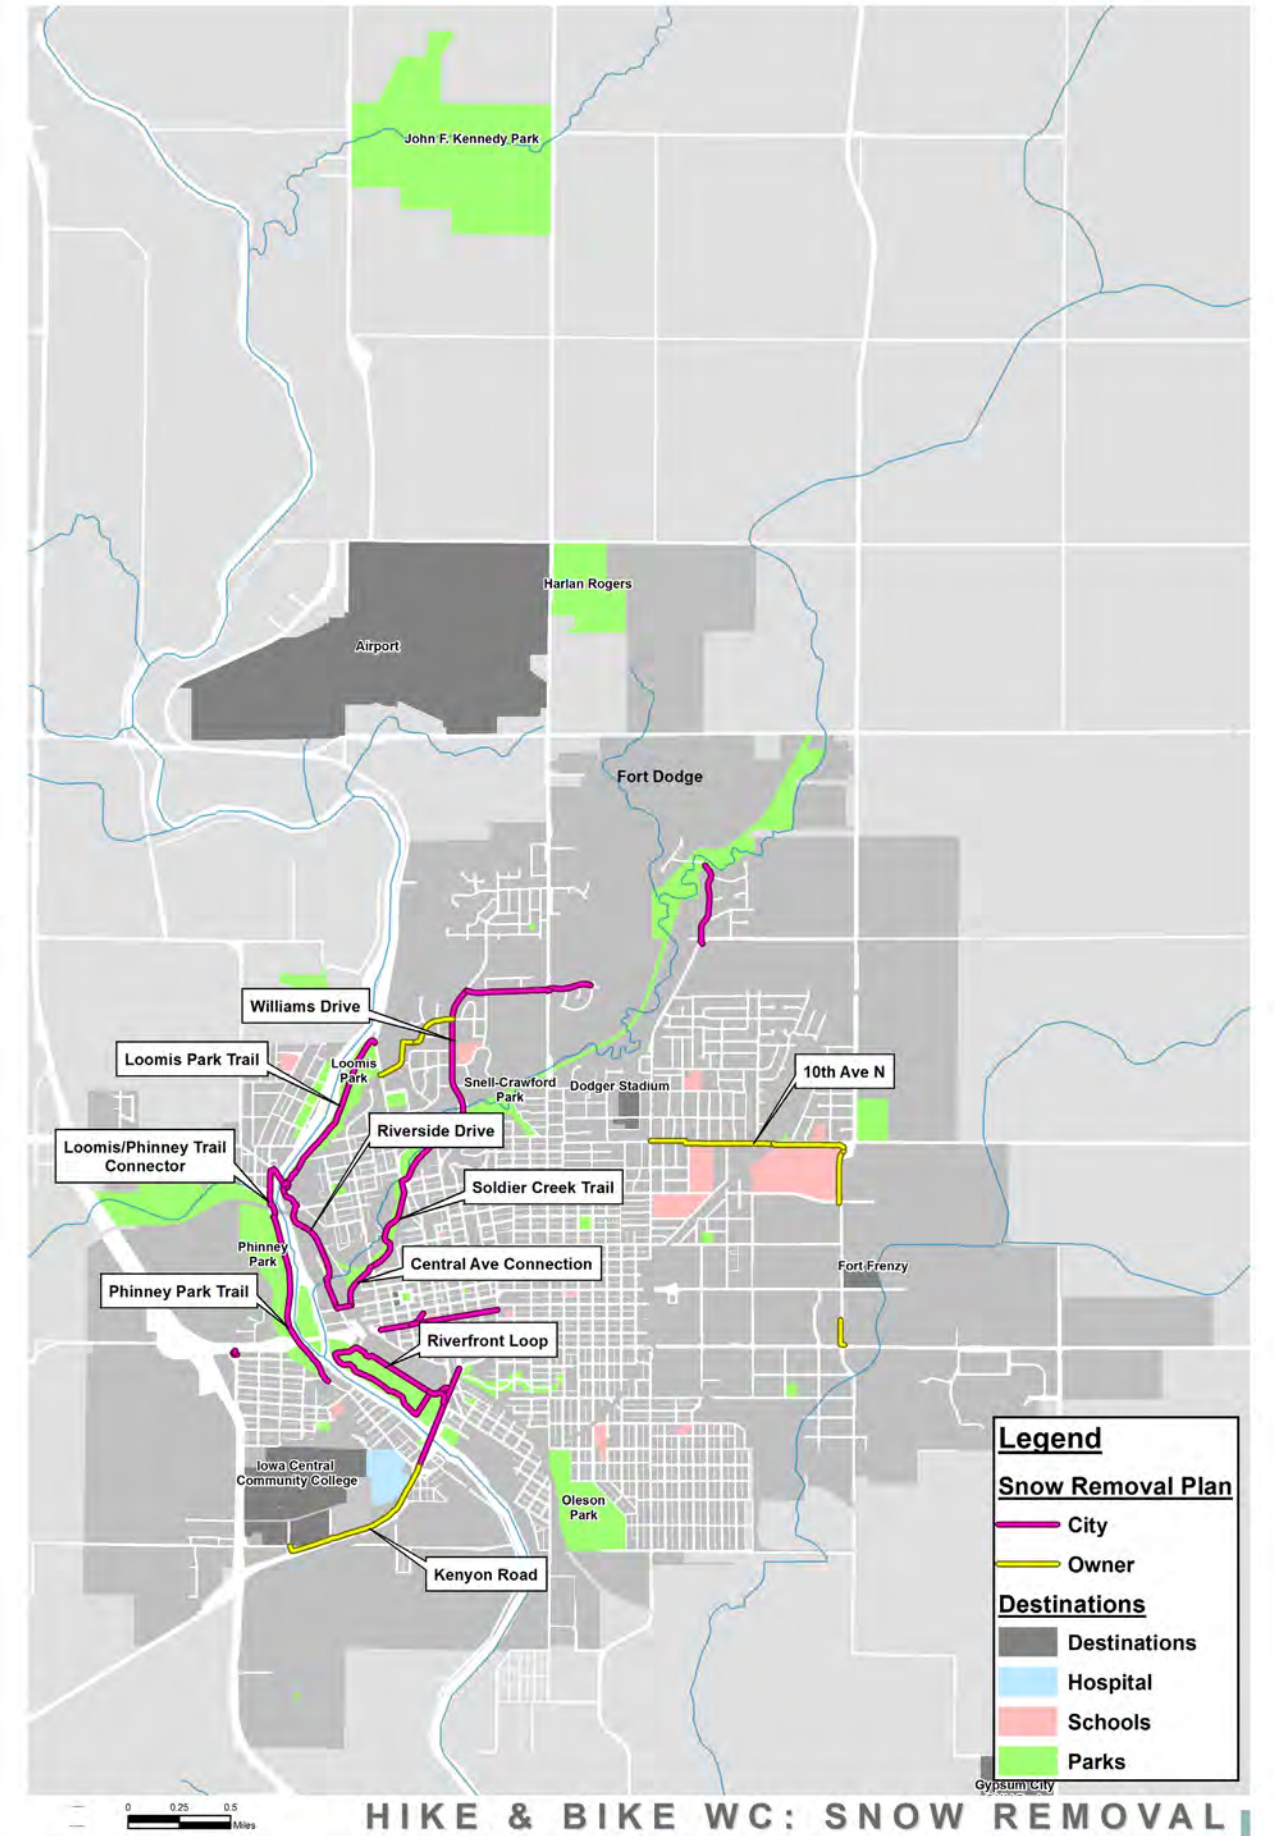 John F. Kennedy Park
Harlan Rogers
Airport
Fort Dodge
Williams Drive
Loomis Park Trail
Loomis
Park
Snell-Crawford
Park
Dodger Stadium
10th Ave N
Riverside Drive
Loomis/Phinney Trail
Connector
Soldier Creek Trail
Phinney
Park
Central Ave Connection
Fort Frenzy
Phinney Park Trail
Riverfront Loop
Iowa Central
Community College
Oleson
Park
Kenyon Road
Legend
Snow Removal Plan
City
Owner
Destinations
Destinations
Hospital
Schools
Parks
Gypsum City
0 0.25 0.5
Miles
HIKE & BIKE WC: SNOW REMOVAL